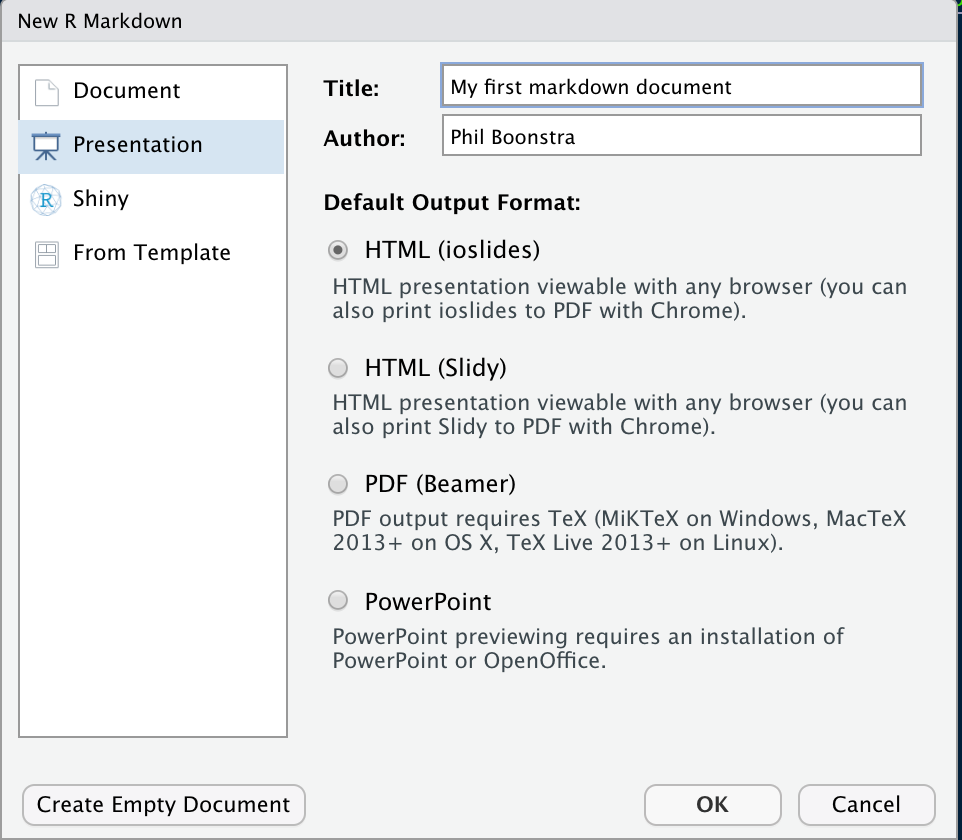 New R Markdown
Document
Presentation
R Shiny
From Template
Title: My first markdown document
Author: Phil Boonstra
Default Output Format:
HTML (ioslides)
HTML presentation viewable with any browser (you can
also print ioslides to PDF with Chrome).
HTML (Slidy)
HTML presentation viewable with any browser (you can
also print Slidy to PDF with Chrome).
PDF (Beamer)
PDF output requires TeX (MiKTeX on Windows, MacTeX
2013+ on OS X, TeX Live 2013+ on Linux).
PowerPoint
PowerPoint previewing requires an installation of
PowerPoint or OpenOffice.
Create Empty Document
OK
Cancel